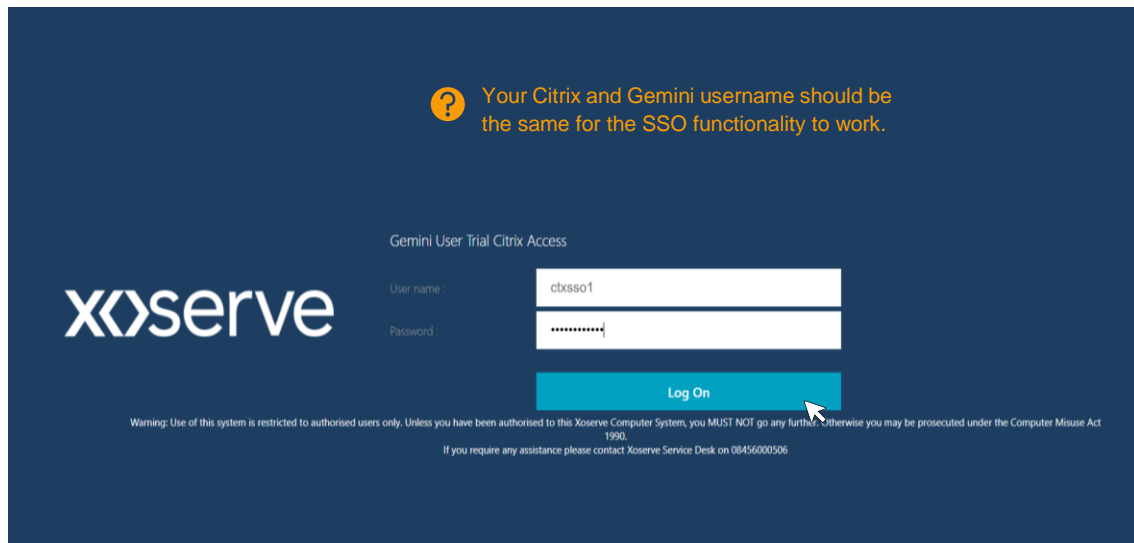 ? Your Citrix and Gemini username should be
the same for the SSO functionality to work.
Gemini User Trial Citrix Access
xoserve
User name :
ctxsso1
Password :
••••••••••••
Log On
Warning: Use of this system is restricted to authorised users only. Unless you have been authorised to this Xoserve Computer System, you MUST NOT go any further. Otherwise you may be prosecuted under the Computer Misuse Act
1990.
If you require any assistance please contact Xoserve Service Desk on 08456000506